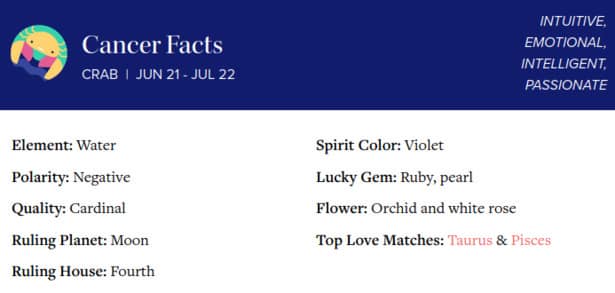 Cancer Facts
CRAB | JUN 21 - JUL 22
INTUITIVE,
EMOTIONAL,
INTELLIGENT,
PASSIONATE
Element: Water
Polarity: Negative
Quality: Cardinal
Ruling Planet: Moon
Ruling House: Fourth
Spirit Color: Violet
Lucky Gem: Ruby, pearl
Flower: Orchid and white rose
Top Love Matches: Taurus & Pisces